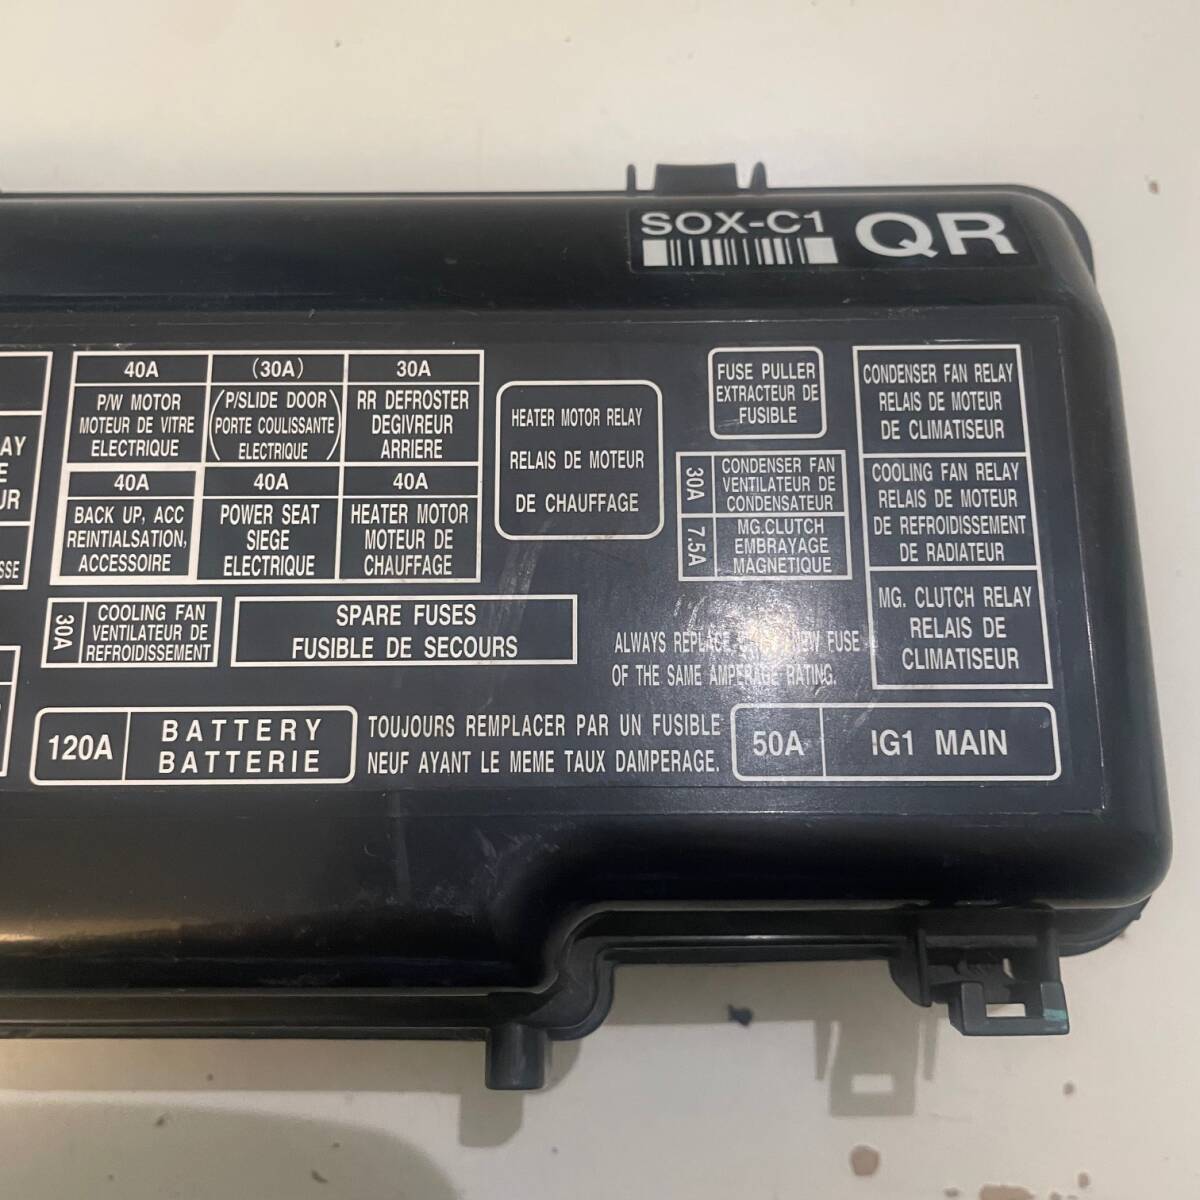 SOX-C1
QR
40A
P/W MOTOR
MOTEUR DE VITRE
ELECTRIQUE
(30A)
(P/SLIDE DOOR
PORTE COULISSANTE
ELECTRIQUE)
30A
RR DEFROSTER
DEGIVREUR
ARRIERE
40A
BACK UP, ACC
REINTIALSATION,
ACCESSOIRE
40A
POWER SEAT
SIEGE
ELECTRIQUE
40A
HEATER MOTOR
MOTEUR DE
CHAUFFAGE
AY
E
UR
SSE
HEATER MOTOR RELAY
RELAIS DE MOTEUR
DE CHAUFFAGE
FUSE PULLER
EXTRACTEUR DE
FUSIBLE
30A
CONDENSER FAN
VENTILATEUR DE
CONDENSATEUR
7.5A
MG.CLUTCH
EMBRAYAGE
MAGNETIQUE
CONDENSER FAN RELAY
RELAIS DE MOTEUR
DE CLIMATISEUR
COOLING FAN RELAY
RELAIS DE MOTEUR
DE REFROIDISSEMENT
DE RADIATEUR
MG. CLUTCH RELAY
RELAIS DE
CLIMATISEUR
30A
COOLING FAN
VENTILATEUR DE
REFROIDISSEMENT
SPARE FUSES
FUSIBLE DE SECOURS
ALWAYS REPLACE NEW FUSE
OF THE SAME AMPERAGE RATING.
120A
BATTERY
BATTERIE
TOUJOURS REMPLACER PAR UN FUSIBLE
NEUF AYANT LE MEME TAUX DAMPERAGE.
50A
IG1 MAIN